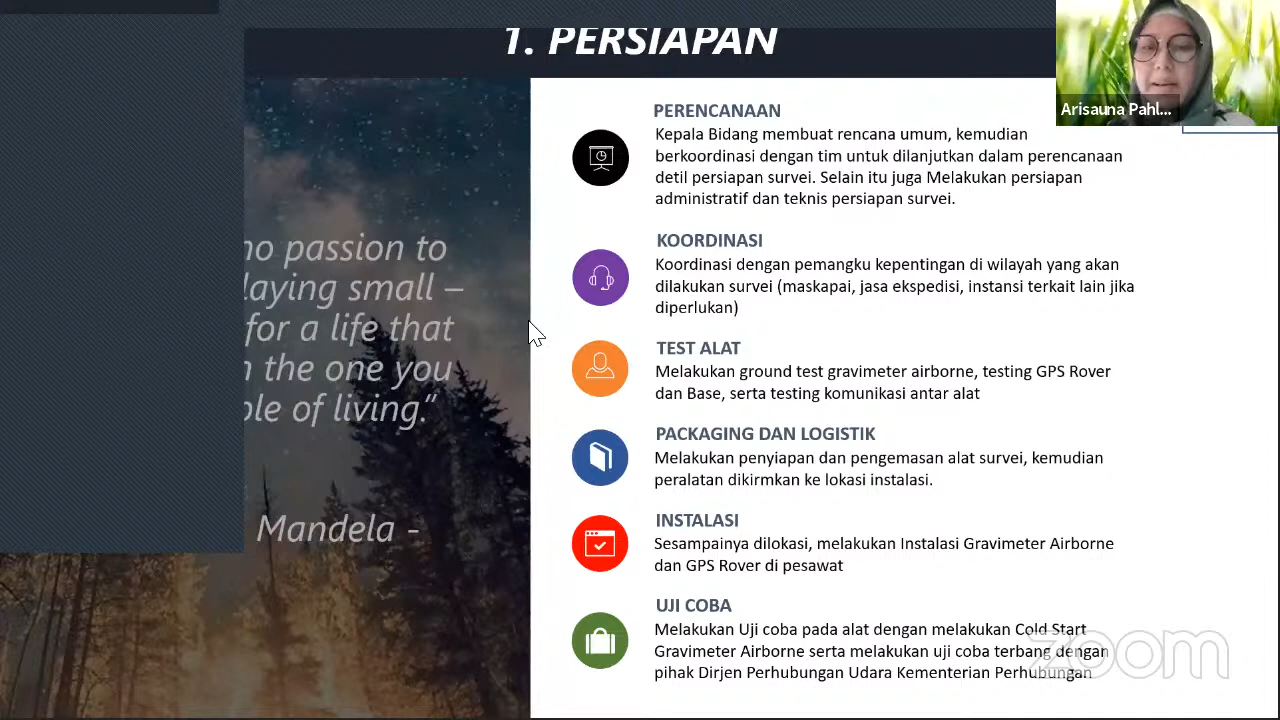 1. PERSIAPAN
Arisauna Pahl...
no passion to
laying small –
for a life that
the one you
of living.”
Mandela -
PERENCANAAN
Kepala Bidang membuat rencana umum, kemudian
berkoordinasi dengan tim untuk dilanjutkan dalam perencanaan
detil persiapan survei. Selain itu juga Melakukan persiapan
administratif dan teknis persiapan survei.
KOORDINASI
Koordinasi dengan pemangku kepentingan di wilayah yang akan
dilakukan survei (maskapai, jasa ekspedisi, instansi terkait lain jika
diperlukan)
TEST ALAT
Melakukan ground test gravimeter airborne, testing GPS Rover
dan Base, serta testing komunikasi antar alat
PACKAGING DAN LOGISTIK
Melakukan penyiapan dan pengemasan alat survei, kemudian
peralatan dikirmkan ke lokasi instalasi.
INSTALASI
Sesampainya dilokasi, melakukan Instalasi Gravimeter Airborne
dan GPS Rover di pesawat
UJI COBA
Melakukan Uji coba pada alat dengan melakukan Cold Start
Gravimeter Airborne serta melakukan uji coba terbang dengan
pihak Dirjen Perhubungan Udara Kementerian Perhubungan
zoom